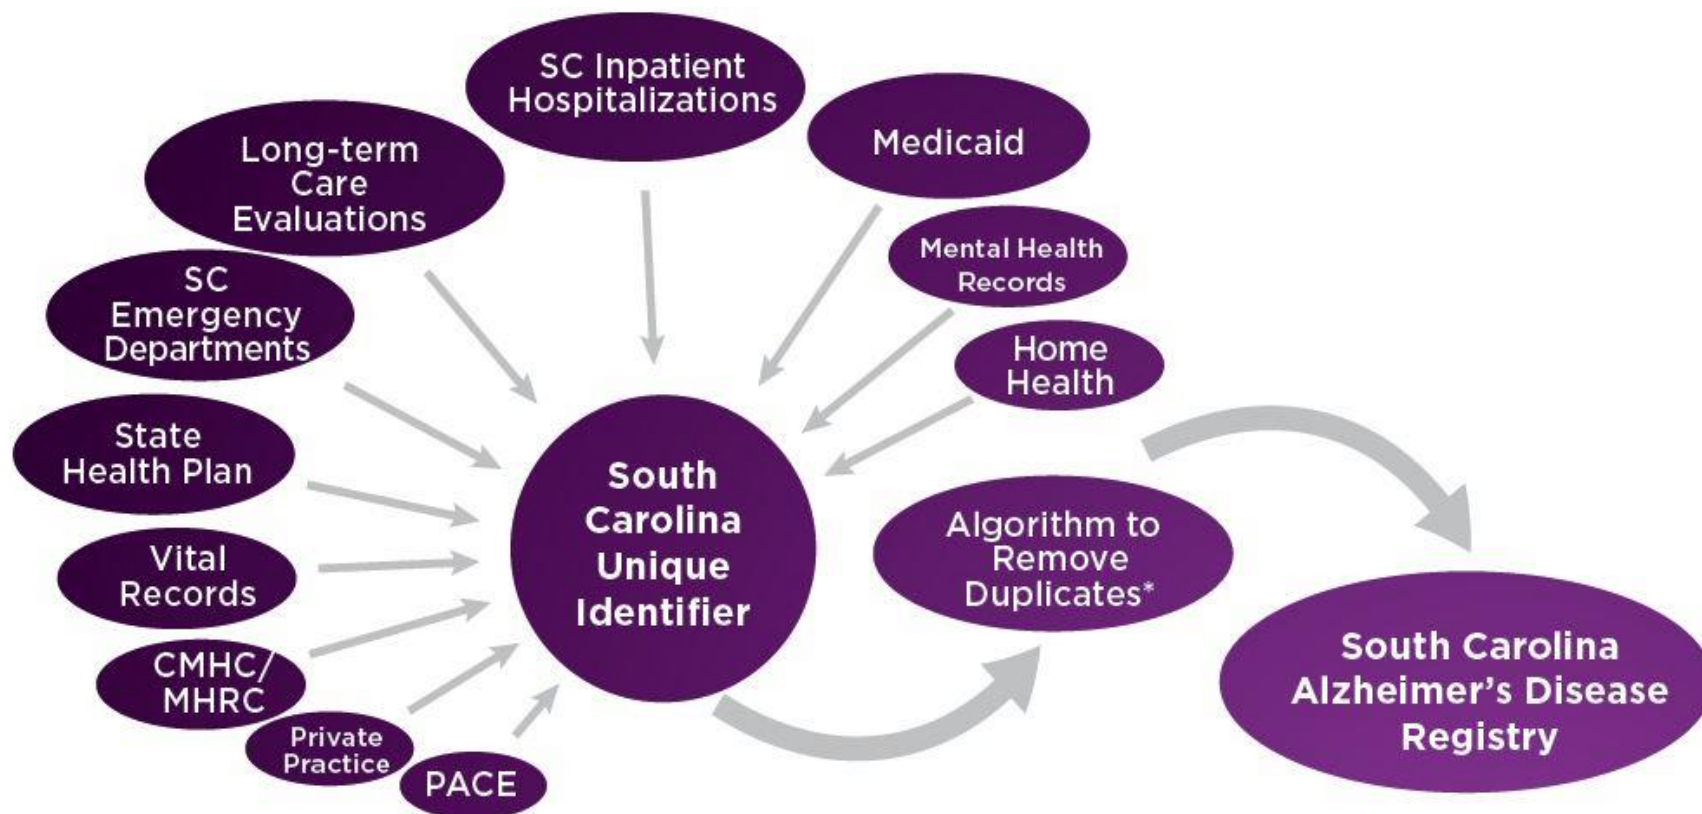 SC Inpatient
Hospitalizations
Medicaid
Long-term
Care
Evaluations
Mental Health
Records
SC
Emergency
Departments
Home
Health
State
Health Plan
South
Carolina
Unique
Identifier
Algorithm to
Remove
Duplicates*
Vital
Records
CMHC/
MHRC
Private
Practice
PACE
South Carolina
Alzheimer’s Disease
Registry